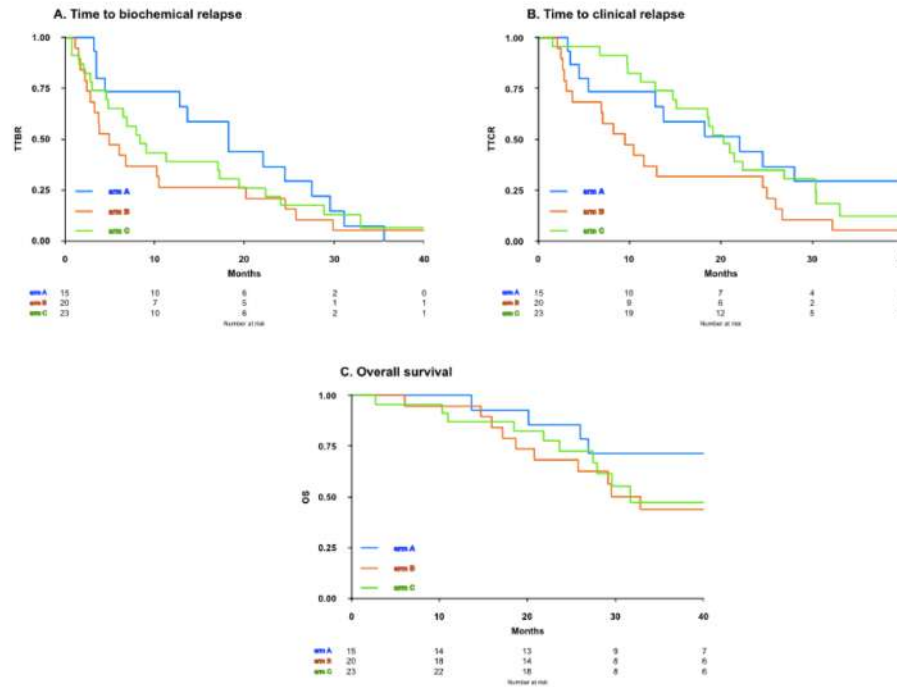 A. Time to biochemical relapse
1.00
0.75
0.50
0.25
0.00
TTBR
arm A
arm B
arm C
0 10 20 30 40
Months
arm A 15 10 6 2 0
arm B 20 7 5 1 1
arm C 23 10 6 2 1
Number at risk
B. Time to clinical relapse
1.00
0.75
0.50
0.25
0.00
TTCR
arm A
arm B
arm C
0 10 20 30 40
Months
arm A 15 10 7 4
arm B 20 9 6 2
arm C 23 19 12 5
Number at risk
C. Overall survival
1.00
0.75
0.50
0.25
0.00
OS
arm A
arm B
arm C
0 10 20 30 40
Months
arm A 15 14 13 9 7
arm B 20 18 14 8 6
arm C 23 22 18 8 6
Number at risk